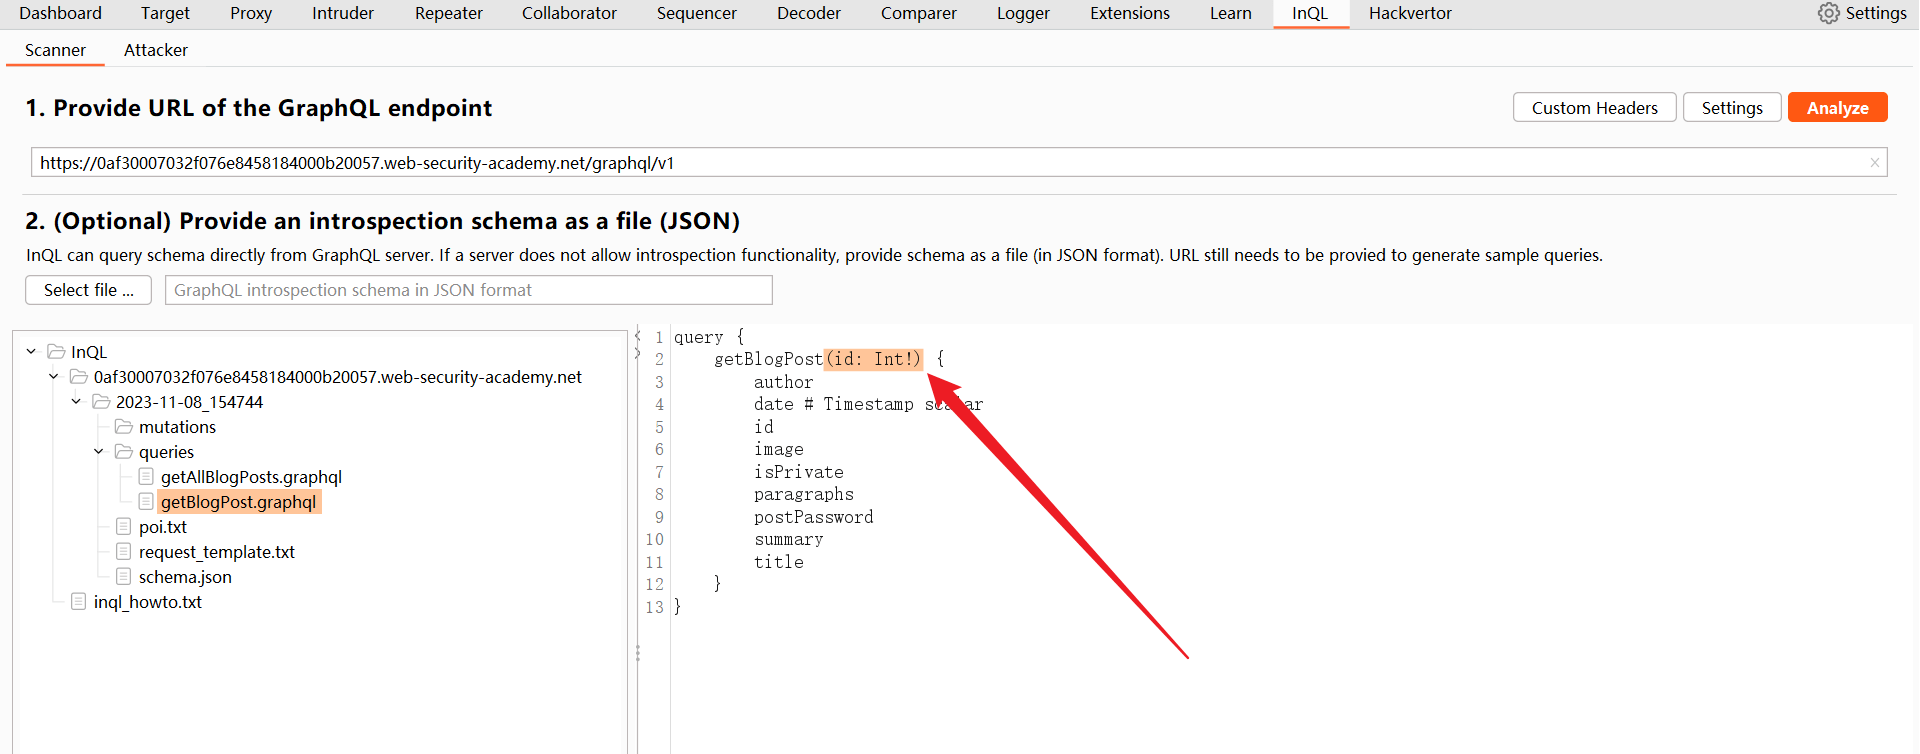 Dashboard Target Proxy Intruder Repeater Collaborator Sequencer Decoder Comparer Logger Extensions Learn InQL Hackvertor Settings
Scanner Attacker
1. Provide URL of the GraphQL endpoint
Custom Headers Settings Analyze
https://0af30007032f076e8458184000b20057.web-security-academy.net/graphql/v1
2. (Optional) Provide an introspection schema as a file (JSON)
InQL can query schema directly from GraphQL server. If a server does not allow introspection functionality, provide schema as a file (in JSON format). URL still needs to be provied to generate sample queries.
Select file ... GraphQL introspection schema in JSON format
InQL
0af30007032f076e8458184000b20057.web-security-academy.net
2023-11-08_154744
mutations
queries
getAllBlogPosts.graphql
getBlogPost.graphql
poi.txt
request_template.txt
schema.json
inql_howto.txt
1 query {
2 getBlogPost(id: Int!) {
3 author
4 date # Timestamp scalar
5 id
6 image
7 isPrivate
8 paragraphs
9 postPassword
10 summary
11 title
12 }
13 }